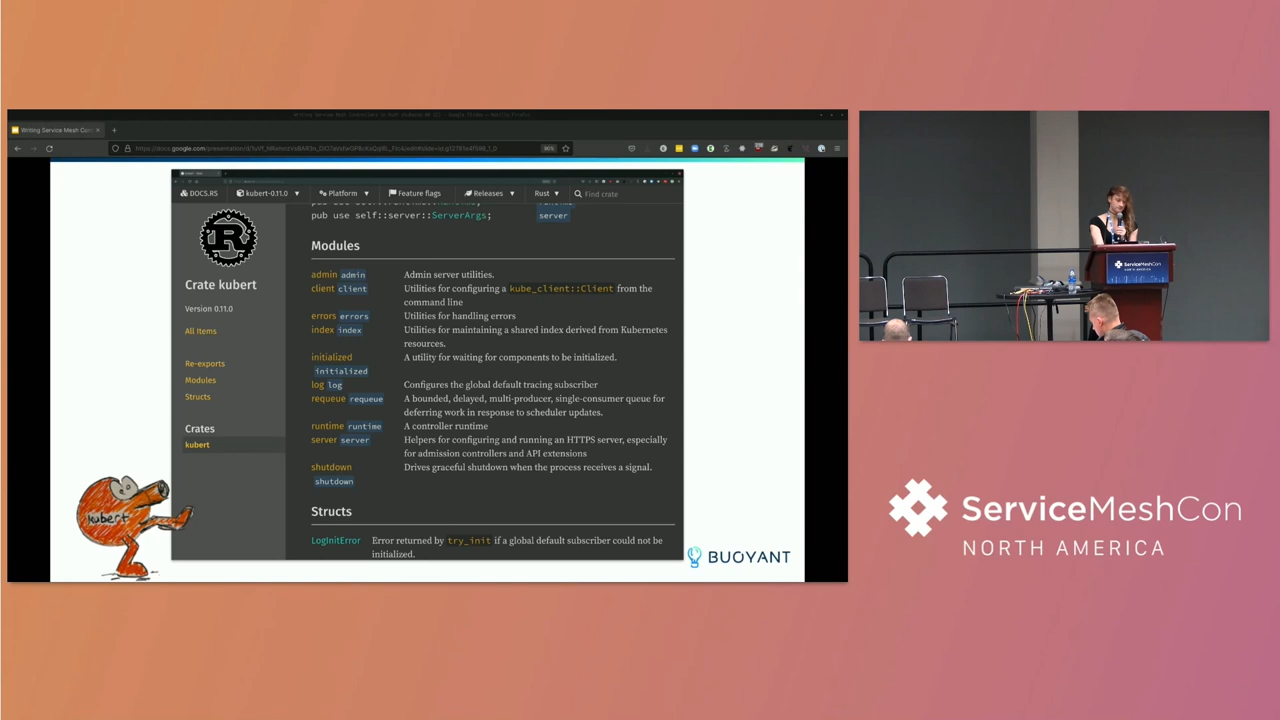 Writing Service Mesh Con
DOCS.RS
kubert-0.11.0
Platform
Feature flags
Releases
Rust
Find crate
pub use self::server::ServerArgs;
server
Crate kubert
Version 0.11.0
All Items
Re-exports
Modules
Structs
Crates
kubert
Modules
admin admin Admin server utilities.
client client Utilities for configuring a kube_client::Client from the
command line
errors errors Utilities for handling errors
index index Utilities for maintaining a shared index derived from Kubernetes
resources.
initialized A utility for waiting for components to be initialized.
initialized
log log Configures the global default tracing subscriber
requeue requeue A bounded, delayed, multi-producer, single-consumer queue for
deferring work in response to scheduler updates.
runtime runtime A controller runtime
server server Helpers for configuring and running an HTTPS server, especially
for admission controllers and API extensions
shutdown Drives graceful shutdown when the process receives a signal.
shutdown
Structs
LogInitError Error returned by try_init if a global default subscriber could not be
initialized.
kubert
BUOYANT
ServiceMeshCon
NORTH AMERICA
ServiceMeshCon
NORTH AMERICA